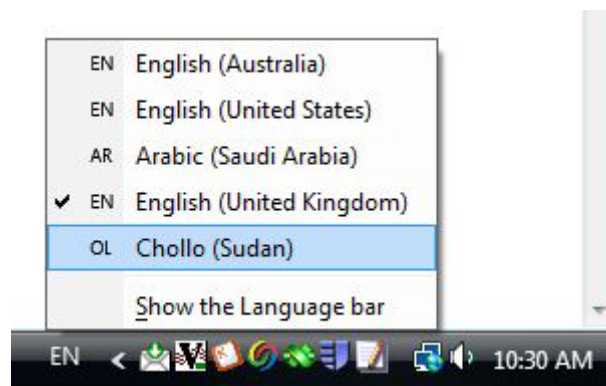 EN English (Australia)
EN English (United States)
AR Arabic (Saudi Arabia)
✔ EN English (United Kingdom)
OL Chollo (Sudan)
Show the Language bar
EN < 10:30 AM